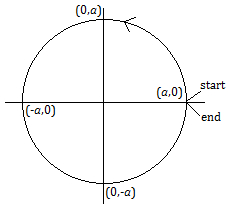 (0,a)
(a,0)
start
(-a,0)
end
(0,-a)